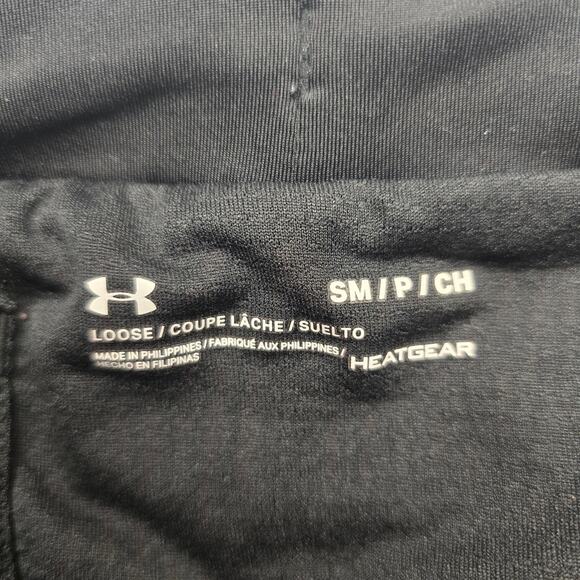 SM / P / CH
LOOSE / COUPE LÂCHE / SUELTO
MADE IN PHILIPPINES / FABRIQUÉ AUX PHILIPPINES /
HECHO EN FILIPINAS
HEATGEAR